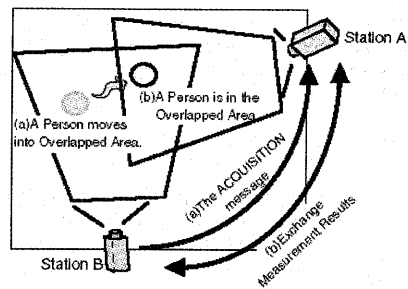 Station A
(b)A Person is in the
Overlapped Area.
(a)A Person moves
into Overlapped Area.
(a)The ACQUISITION
message
(b)Exchange
Measurement Results
Station B